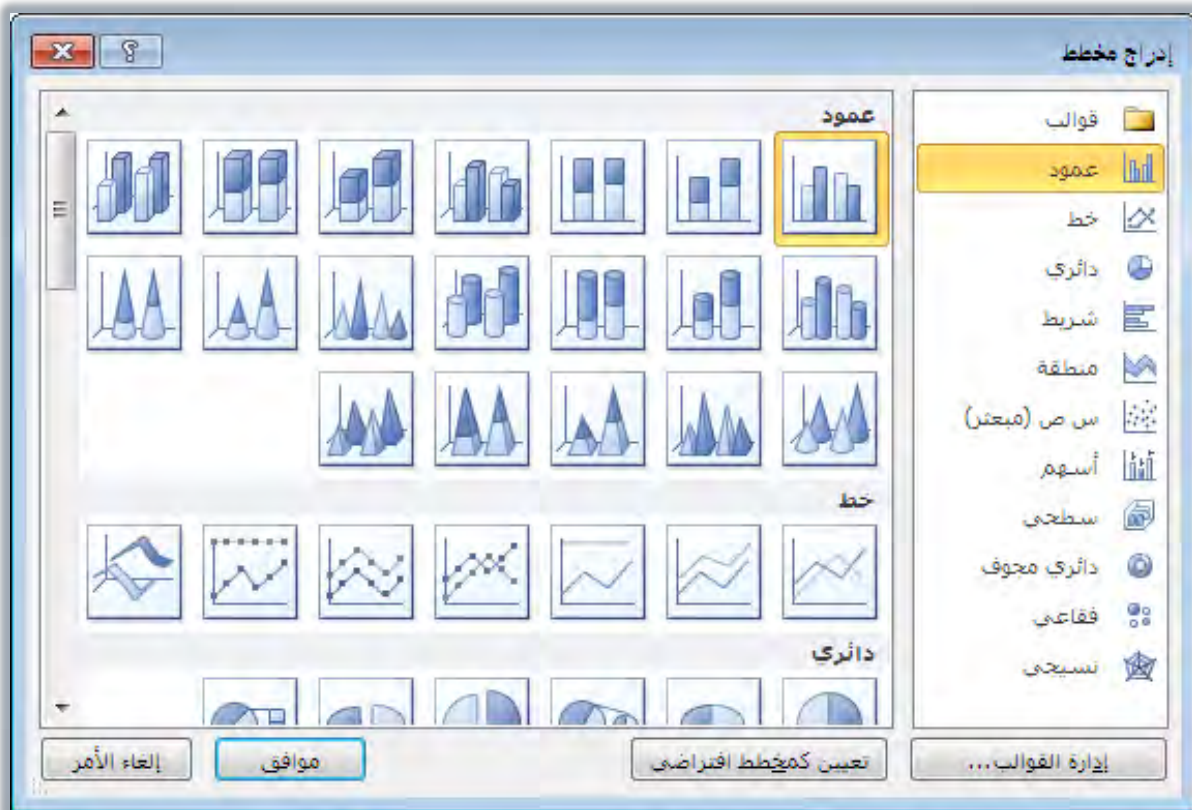 إدراج مخطط
قوالب
عمود
خط
دائري
شريط
منطقة
س ص (مبعثر)
أسهم
سطحي
دائري مجوف
فقاعي
نسيجي
عمود
خط
دائري
إدارة القوالب...
تعيين كمخطط افتراضي
موافق
إلغاء الأمر